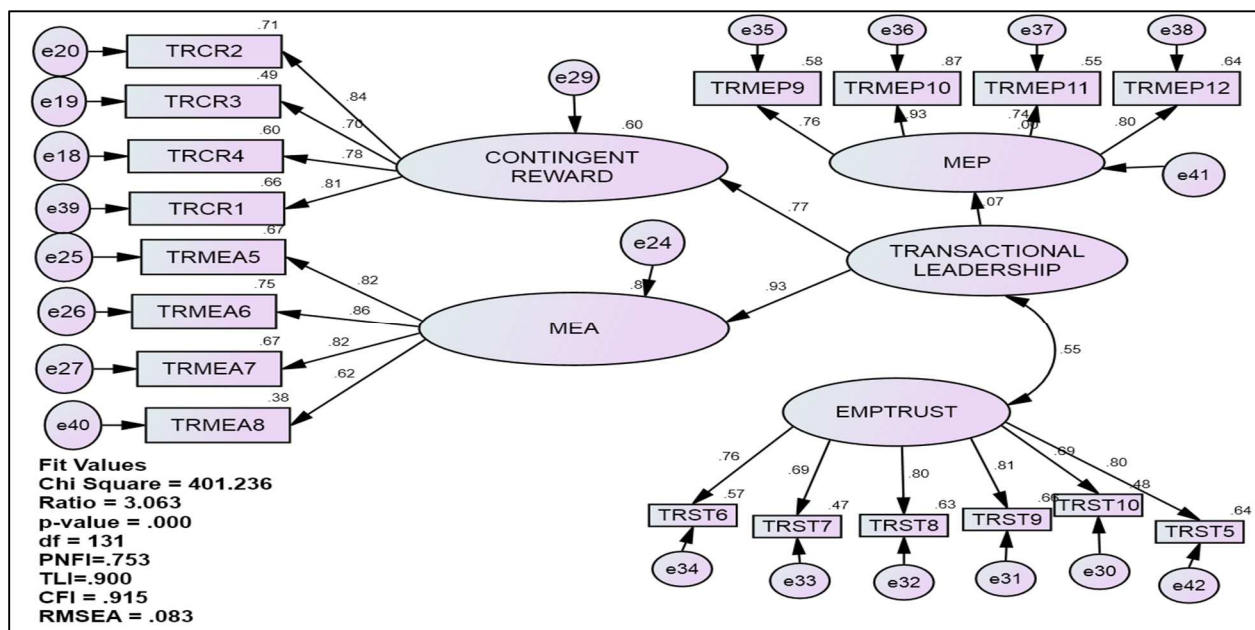 .71
e20
TRCR2
.49
e19
TRCR3
.60
e18
TRCR4
.66
e39
TRCR1
.67
e25
TRMEA5
.75
e26
TRMEA6
.67
e27
TRMEA7
.38
e40
TRMEA8
.84
.70
.78
.81
e29
.60
CONTINGENT
REWARD
.82
.86
.82
.62
e24
MEA
.77
.93
e35
e36
e37
e38
.58
.87
.55
.64
TRMEP9
TRMEP10
TRMEP11
TRMEP12
.76
.93
.74
.80
MEP
e41
.07
TRANSACTIONAL
LEADERSHIP
.55
EMPTRUST
.76
.69
.80
.81
.69
.80
.57
.47
.63
.66
.48
.64
TRST6
TRST7
TRST8
TRST9
TRST10
TRST5
e34
e33
e32
e31
e30
e42
Fit Values
Chi Square = 401.236
Ratio = 3.063
p-value = .000
df = 131
PNFI=.753
TLI=.900
CFI = .915
RMSEA = .083